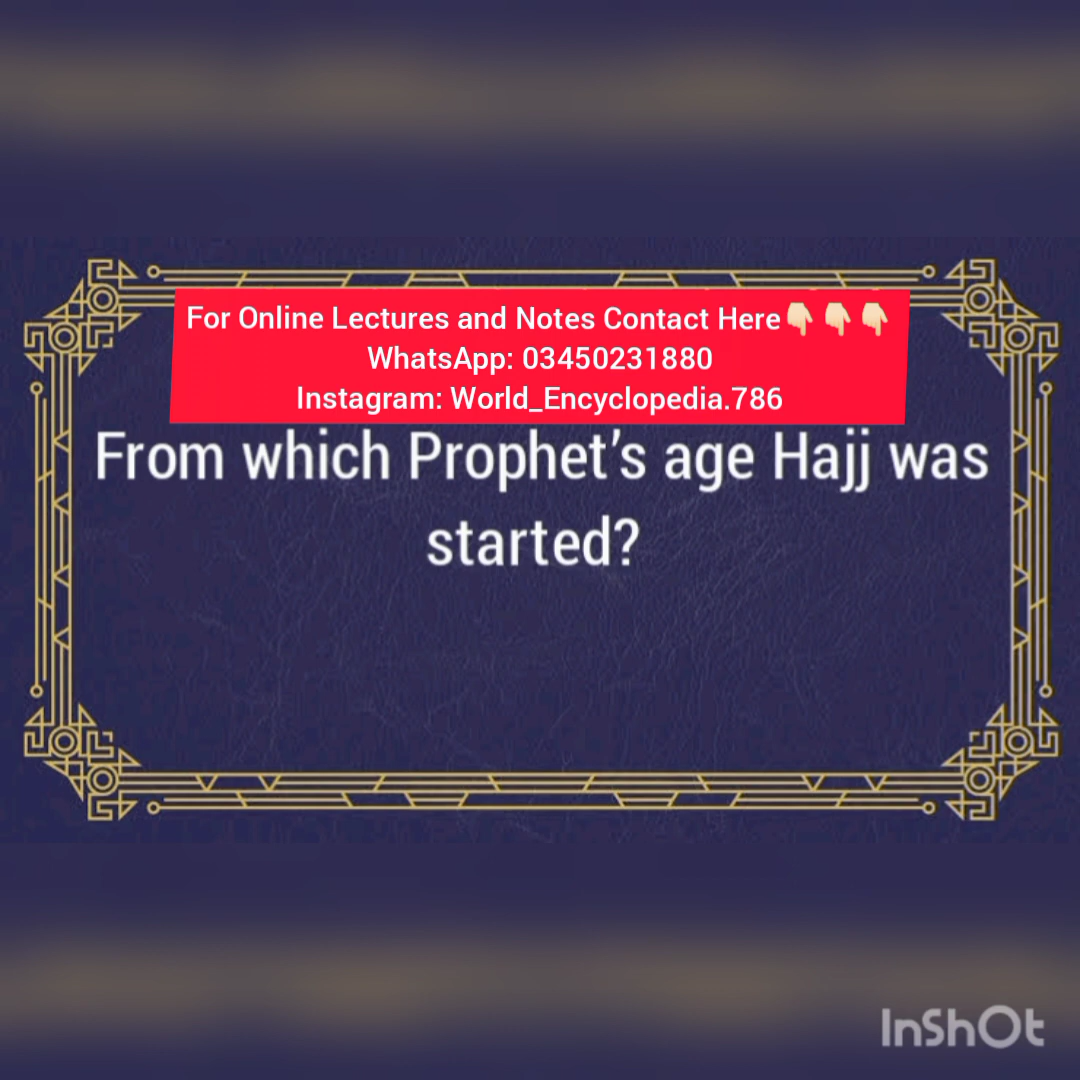 For Online Lectures and Notes Contact Here👇🏻👇🏻👇🏻
WhatsApp: 03450231880
Instagram: World_Encyclopedia.786
From which Prophet’s age Hajj was
started?
InShOt